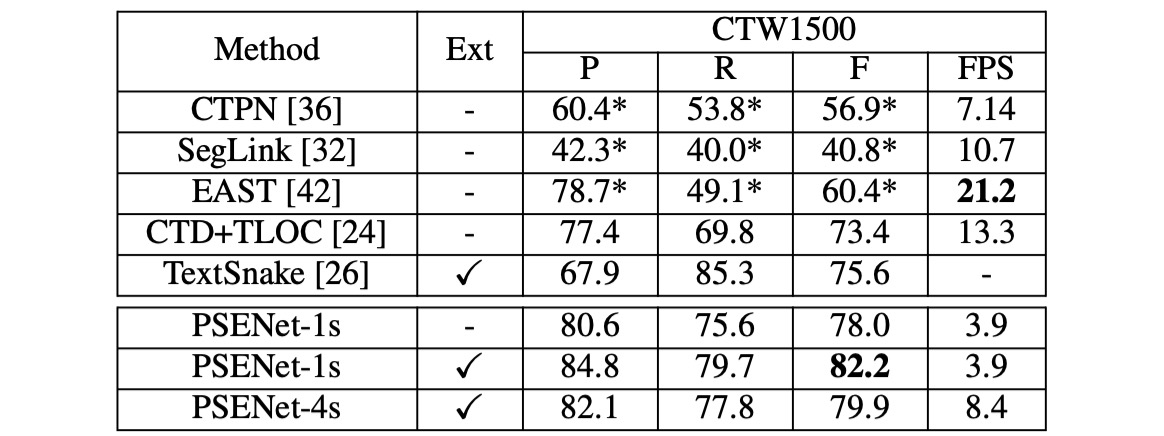 Method Ext CTW1500
P R F FPS
CTPN [36] - 60.4* 53.8* 56.9* 7.14
SegLink [32] - 42.3* 40.0* 40.8* 10.7
EAST [42] - 78.7* 49.1* 60.4* 21.2
CTD+TLOC [24] - 77.4 69.8 73.4 13.3
TextSnake [26] ✓ 67.9 85.3 75.6 -
PSENet-1s - 80.6 75.6 78.0 3.9
PSENet-1s ✓ 84.8 79.7 82.2 3.9
PSENet-4s ✓ 82.1 77.8 79.9 8.4